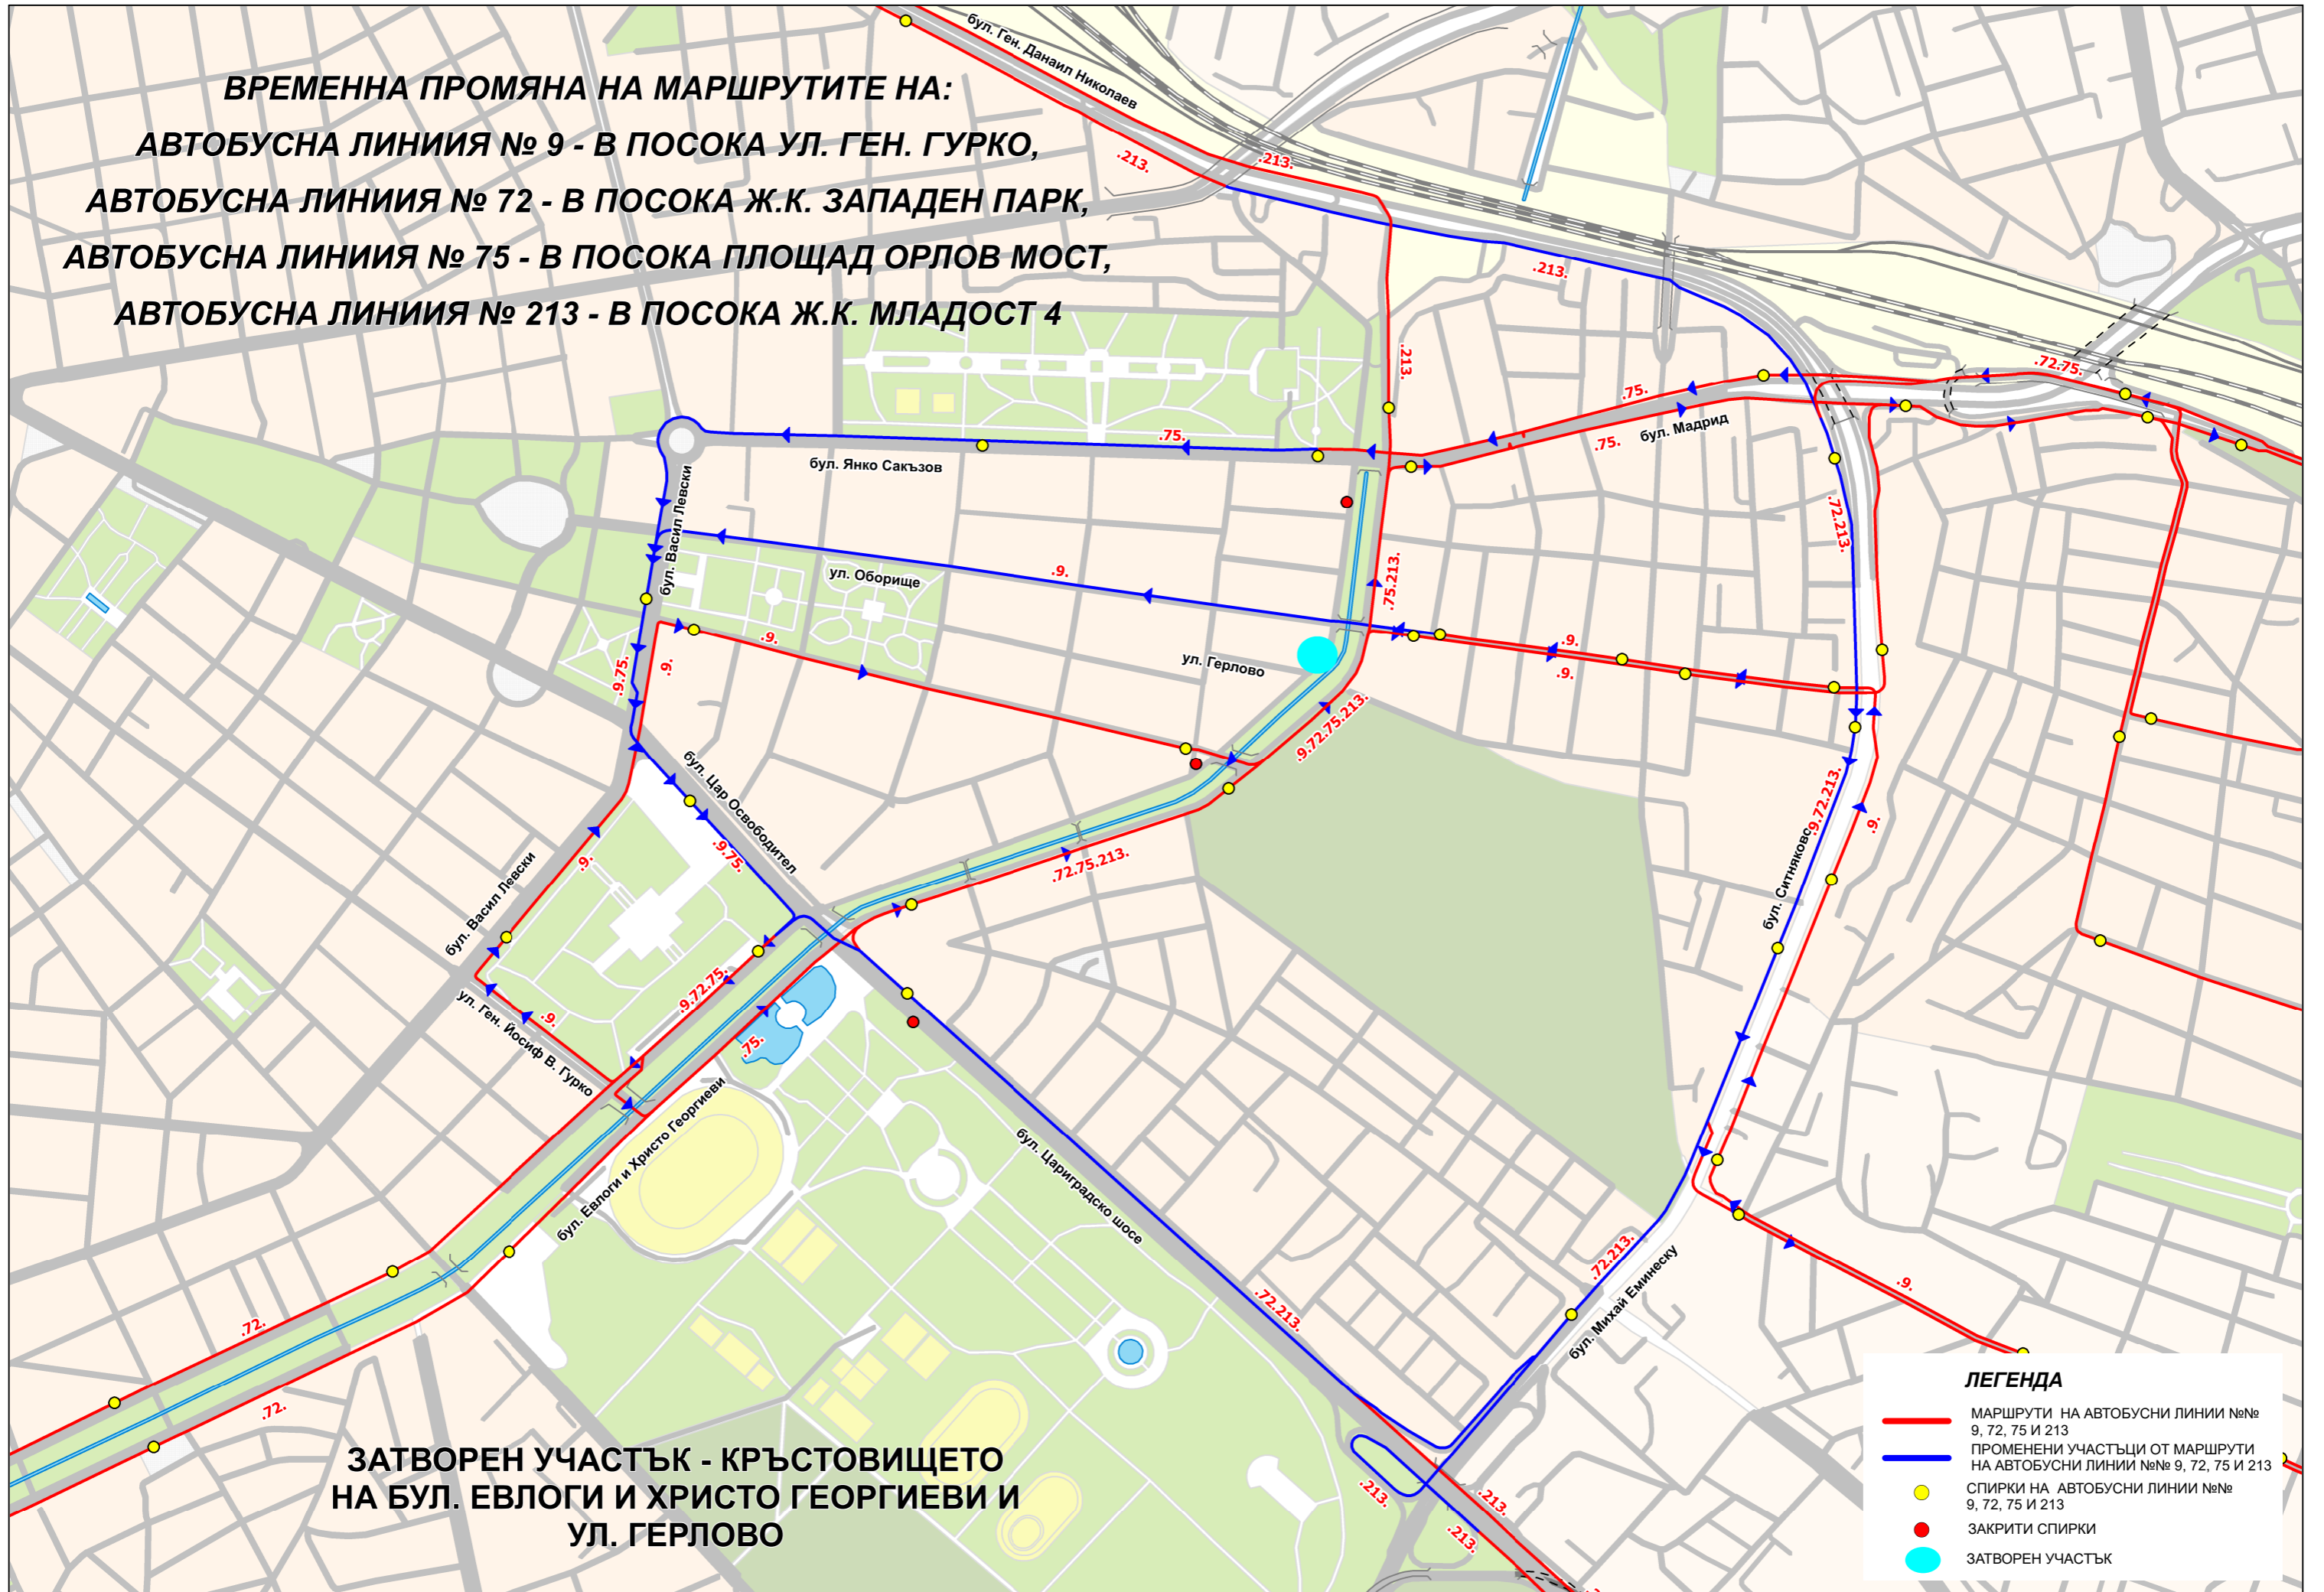 ВРЕМЕННА ПРОМЯНА НА МАРШРУТИТЕ НА:
АВТОБУСНА ЛИНИИЯ № 9 - В ПОСОКА УЛ. ГЕН. ГУРКО,
АВТОБУСНА ЛИНИИЯ № 72 - В ПОСОКА Ж.К. ЗАПАДЕН ПАРК,
АВТОБУСНА ЛИНИИЯ № 75 - В ПОСОКА ПЛОЩАД ОРЛОВ МОСТ,
АВТОБУСНА ЛИНИИЯ № 213 - В ПОСОКА Ж.К. МЛАДОСТ 4
бул. Ген. Данаил Николаев
.213.
.213.
.213.
.213.
.72.75.
.75.
.75.
бул. Мадрид
.75.
бул. Янко Сакъзов
бул. Васил Левски
.72.213.
.75.213.
.9.
ул. Оборище
.9.
.9.
.9.
.9.75.
.9.
ул. Герлово
.9.72.75.213.
бул. Цар Освободител
.9.72.213.
.9.
.9.75.
.72.75.213.
.9.
бул. Васил Левски
бул. Ситняково
.9.72.75.
ул. Ген. Йосиф В. Гурко
.9.
.75.
бул. Евлоги и Христо Георгиеви
бул. Цариградско шосе
.72.213.
бул. Михай Еминеску
.9.
.72.213.
.72.
.72.
.213.
.213.
.213.
ЗАТВОРЕН УЧАСТЪК - КРЪСТОВИЩЕТО
НА БУЛ. ЕВЛОГИ И ХРИСТО ГЕОРГИЕВИ И
УЛ. ГЕРЛОВО
ЛЕГЕНДА
МАРШРУТИ НА АВТОБУСНИ ЛИНИИ №№
9, 72, 75 И 213
ПРОМЕНЕНИ УЧАСТЪЦИ ОТ МАРШРУТИ
НА АВТОБУСНИ ЛИНИИ №№ 9, 72, 75 И 213
СПИРКИ НА АВТОБУСНИ ЛИНИИ №№
9, 72, 75 И 213
ЗАКРИТИ СПИРКИ
ЗАТВОРЕН УЧАСТЪК